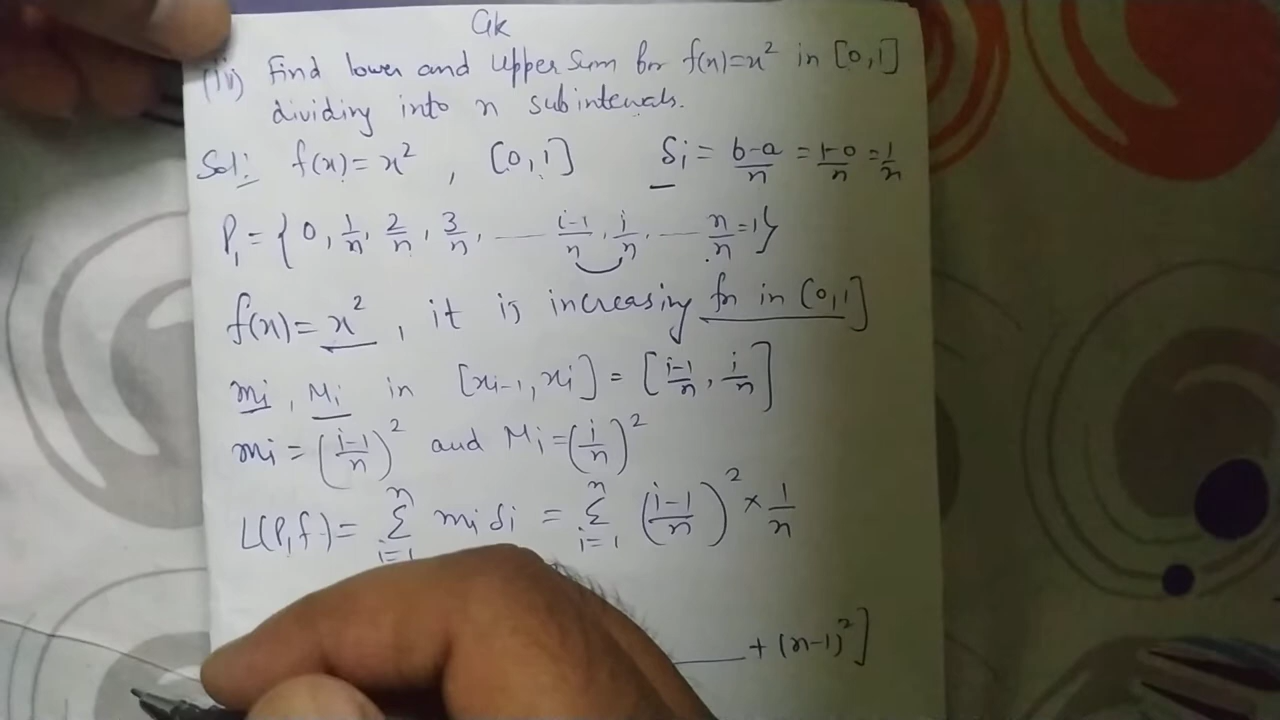 Gk
(iv) Find lower and Upper Sum for f(x)=x² in [0,1]
dividing into n subintervals.
Sol: f(x)=x² , [0,1] δi = b-a/n = 1-0/n = 1/n
P₁ = {0, 1/n, 2/n, 3/n, ---- i-1/n, i/n, ---- n/n =1}
f(x)= x² , it is increasing fn in [0,1]
mi , Mi in [xi-1, xi] = [i-1/n, i/n]
mi = (i-1/n)² and Mi = (i/n)²
L(P,f) = Σ i=1 n mi δi = Σ i=1 n (i-1/n)² × 1/n
____ + (n-1)²]